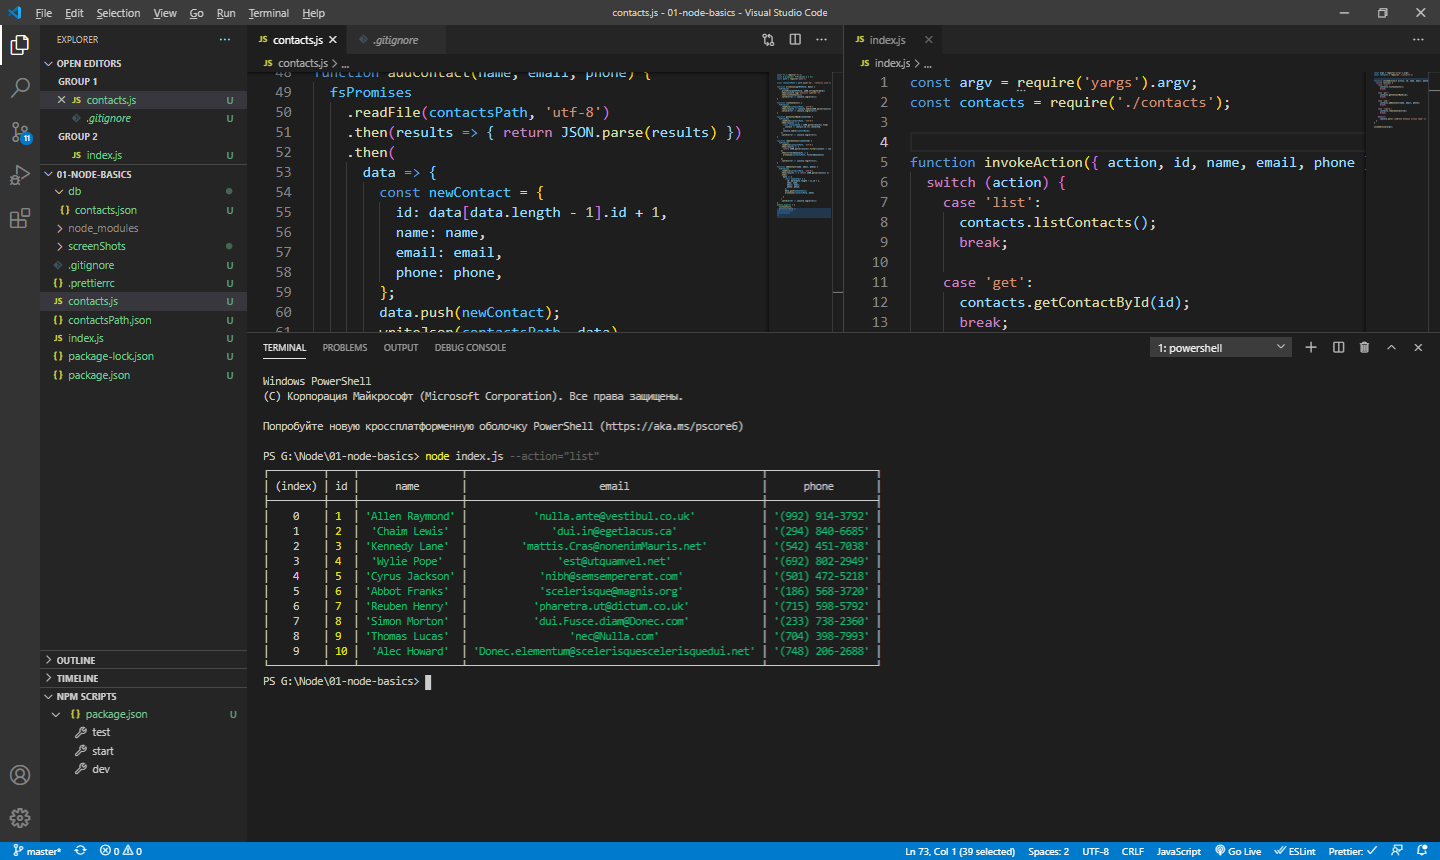 File Edit Selection View Go Run Terminal Help
contacts.js - 01-node-basics - Visual Studio Code
EXPLORER
OPEN EDITORS
GROUP 1
JS contacts.js U
.gitignore U
GROUP 2
JS index.js U
01-NODE-BASICS
db
{} contacts.json U
node_modules
screenShots
.gitignore U
{} .prettierrc U
JS contacts.js U
{} contactsPath.json U
JS index.js U
{} package-lock.json U
{} package.json U
OUTLINE
TIMELINE
NPM SCRIPTS
{} package.json U
test
start
dev
11
JS contacts.js
.gitignore
JS contacts.js > ...
48 function addContact(name, email, phone) {
49 fsPromises
50 .readFile(contactsPath, 'utf-8')
51 .then(results => { return JSON.parse(results) })
52 .then(
53 data => {
54 const newContact = {
55 id: data[data.length - 1].id + 1,
56 name: name,
57 email: email,
58 phone: phone,
59 };
60 data.push(newContact);
61 writeJson(contactsPath, data)
JS index.js
JS index.js > ...
1 const argv = require('yargs').argv;
2 const contacts = require('./contacts');
3
4
5 function invokeAction({ action, id, name, email, phone
6 switch (action) {
7 case 'list':
8 contacts.listContacts();
9 break;
10
11 case 'get':
12 contacts.getContactById(id);
13 break;
TERMINAL PROBLEMS OUTPUT DEBUG CONSOLE
1: powershell
Windows PowerShell
(C) Корпорация Майкрософт (Microsoft Corporation). Все права защищены.
Попробуйте новую кроссплатформенную оболочку PowerShell (https://aka.ms/pscore6)
PS G:\Node\01-node-basics> node index.js --action="list"
(index) id name email phone
0 1 'Allen Raymond' 'nulla.ante@vestibul.co.uk' '(992) 914-3792'
1 2 'Chaim Lewis' 'dui.in@egetlacus.ca' '(294) 840-6685'
2 3 'Kennedy Lane' 'mattis.Cras@nonenimMauris.net' '(542) 451-7038'
3 4 'Wylie Pope' 'est@utquamvel.net' '(692) 802-2949'
4 5 'Cyrus Jackson' 'nibh@semsempererat.com' '(501) 472-5218'
5 6 'Abbot Franks' 'scelerisque@magnis.org' '(186) 568-3720'
6 7 'Reuben Henry' 'pharetra.ut@dictum.co.uk' '(715) 598-5792'
7 8 'Simon Morton' 'dui.Fusce.diam@Donec.com' '(233) 738-2360'
8 9 'Thomas Lucas' 'nec@Nulla.com' '(704) 398-7993'
9 10 'Alec Howard' 'Donec.elementum@scelerisquescelerisquedui.net' '(748) 206-2688'
PS G:\Node\01-node-basics>
master* 0 0 Ln 73, Col 1 (39 selected) Spaces: 2 UTF-8 CRLF JavaScript Go Live ESLint Prettier: